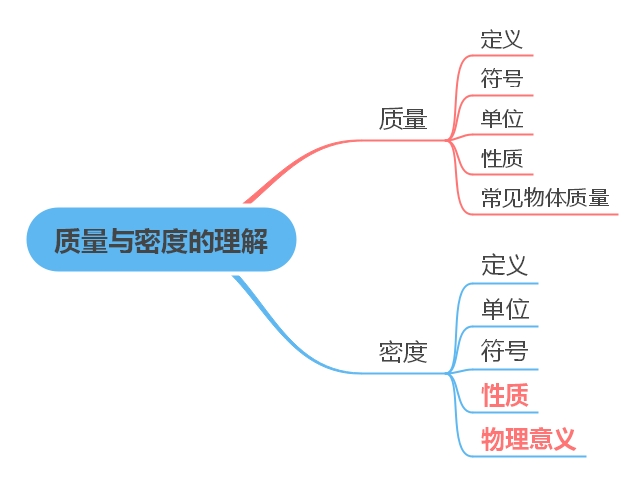 质量与密度的理解
质量
定义
符号
单位
性质
常见物体质量
密度
定义
单位
符号
性质
物理意义